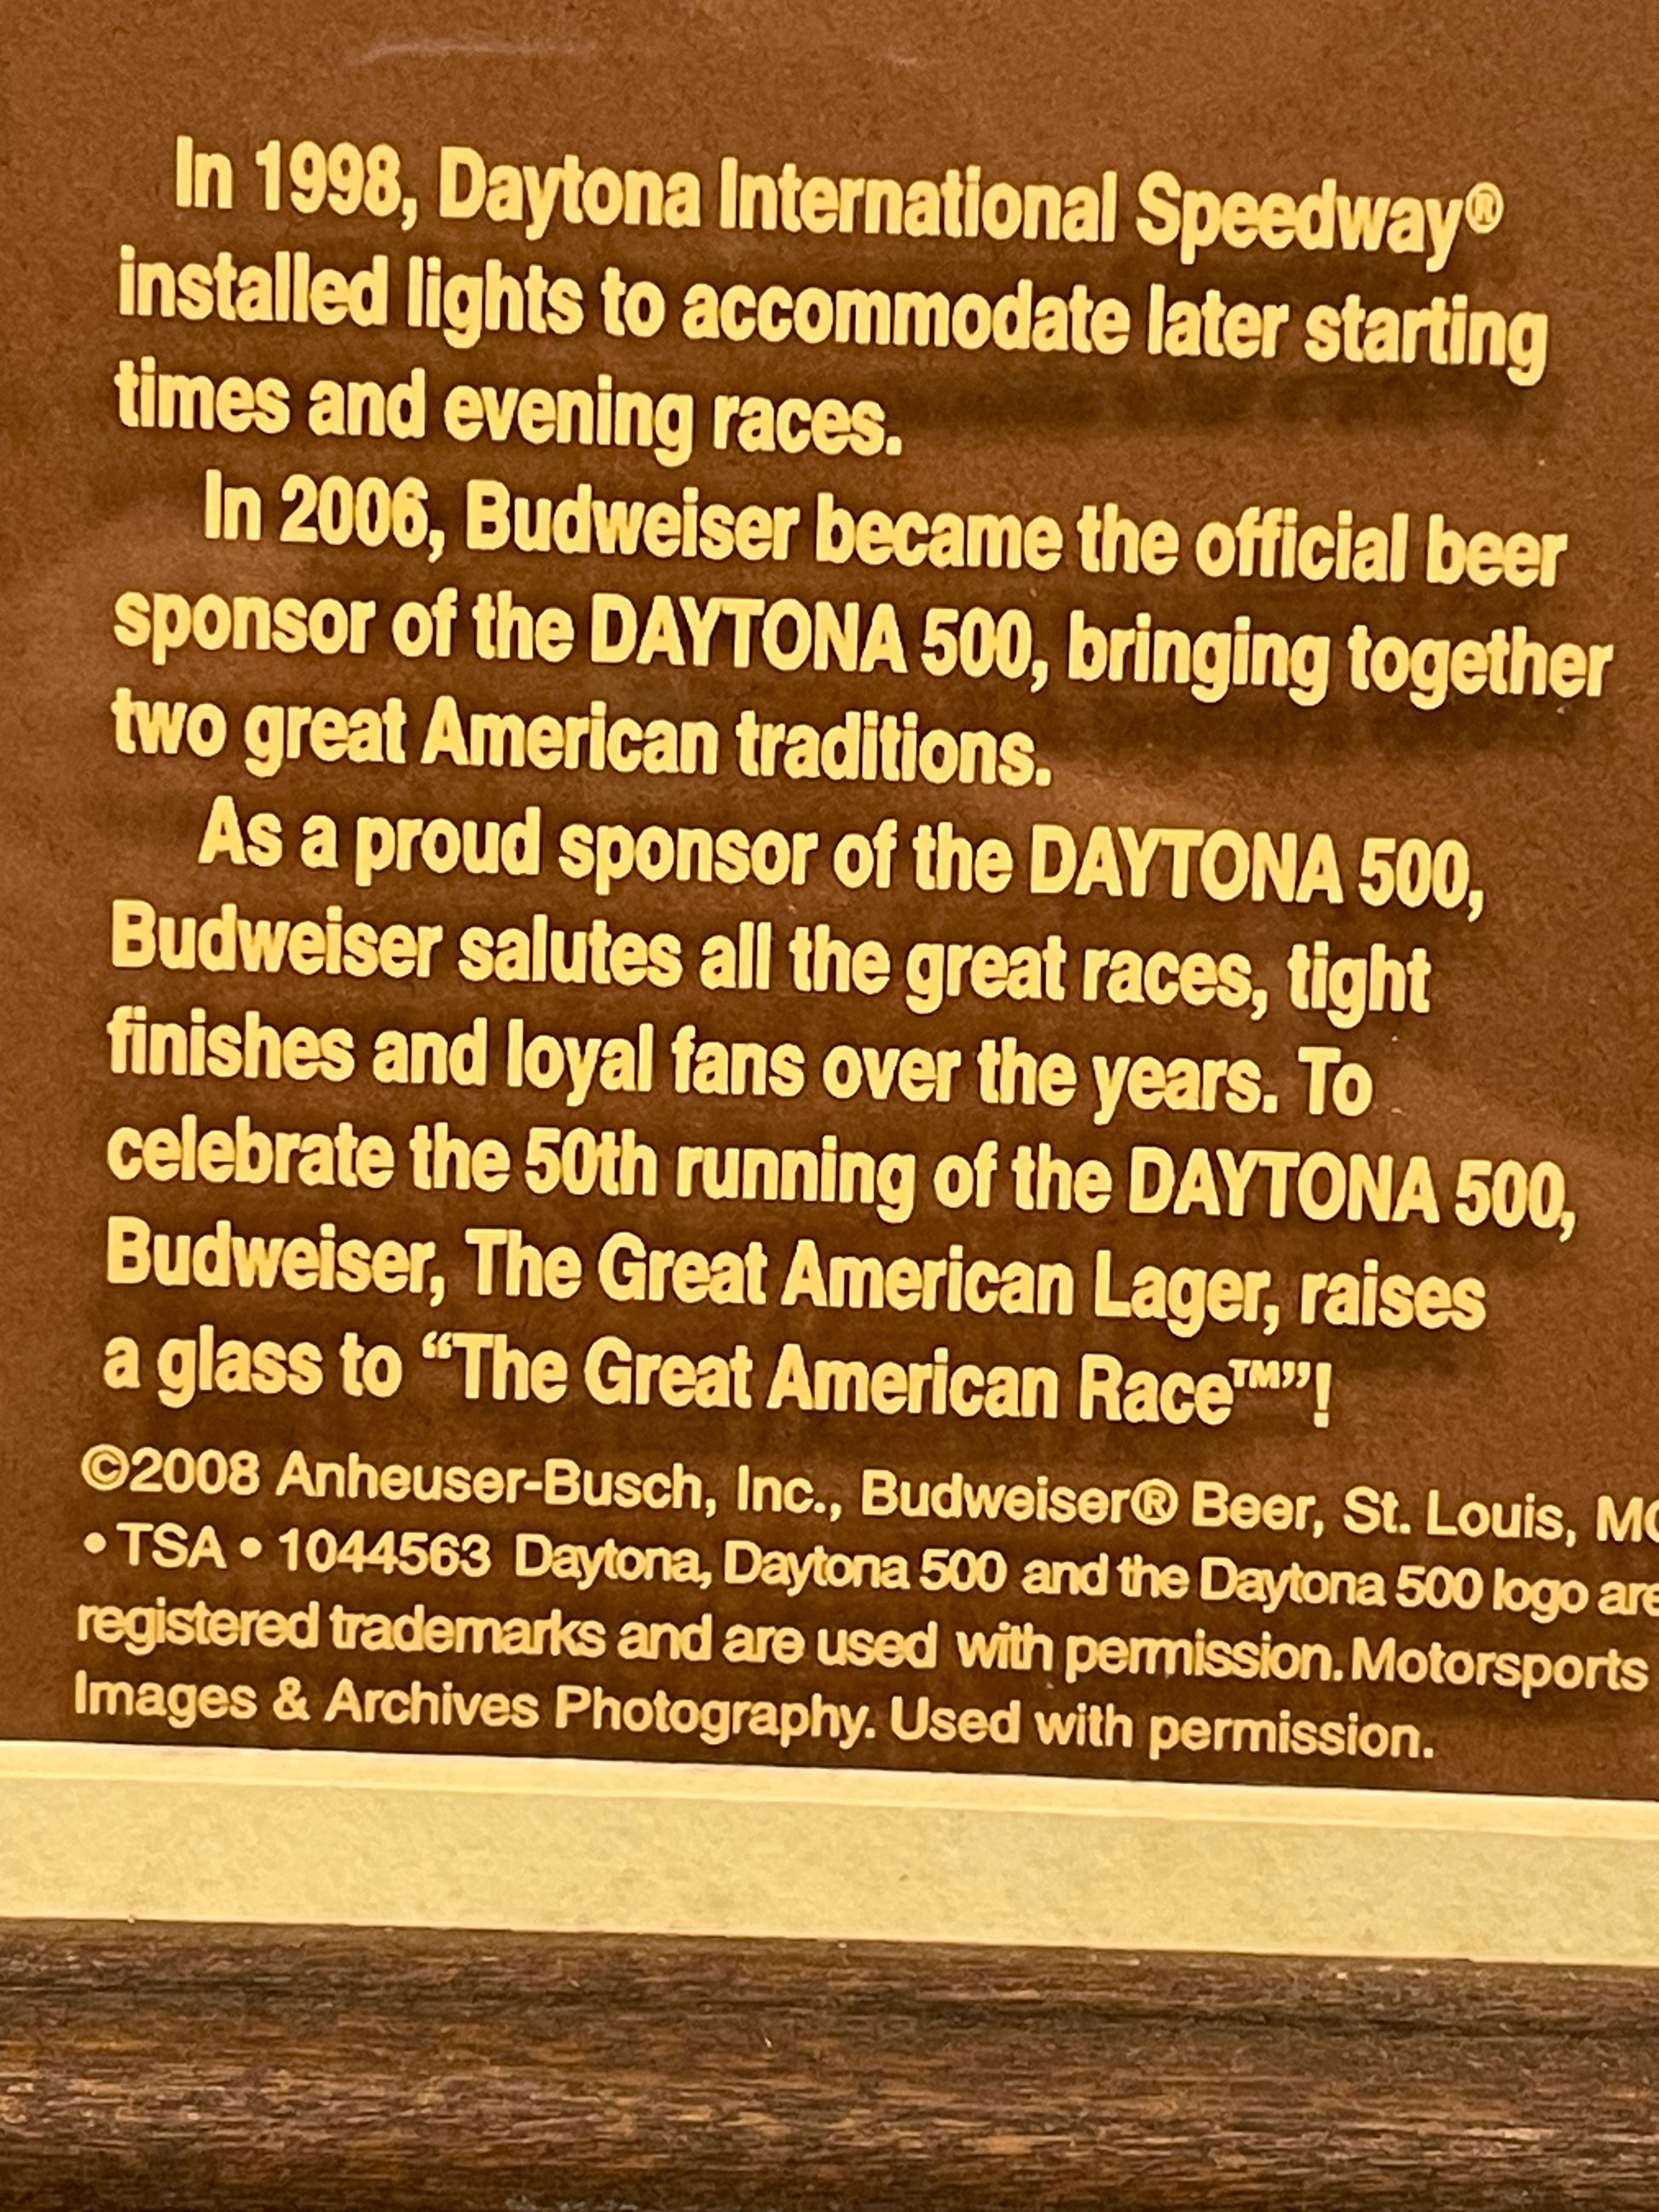 In 1998, Daytona International Speedway®
installed lights to accommodate later starting
times and evening races.
In 2006, Budweiser became the official beer
sponsor of the DAYTONA 500, bringing together
two great American traditions.
As a proud sponsor of the DAYTONA 500,
Budweiser salutes all the great races, tight
finishes and loyal fans over the years. To
celebrate the 50th running of the DAYTONA 500,
Budweiser, The Great American Lager, raises
a glass to “The Great American Race™”!
©2008 Anheuser-Busch, Inc., Budweiser® Beer, St. Louis, MO
• TSA • 1044563 Daytona, Daytona 500 and the Daytona 500 logo are
registered trademarks and are used with permission. Motorsports
Images & Archives Photography. Used with permission.